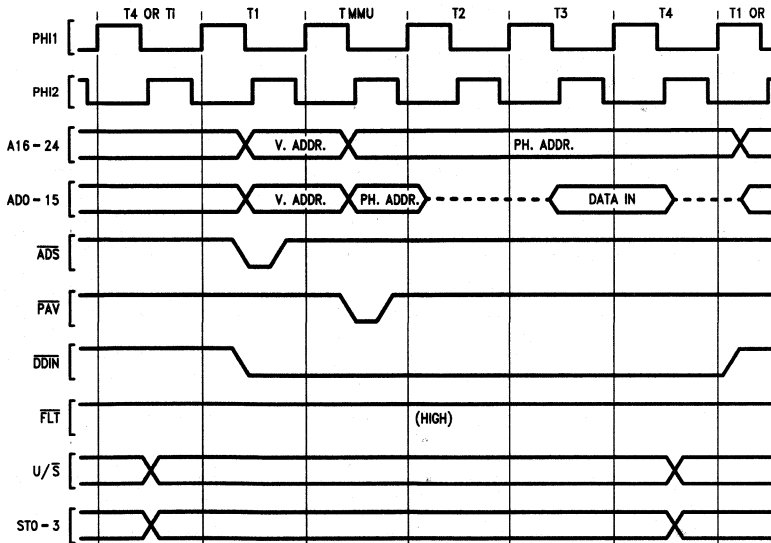 T4 OR Ti T1 T MMU T2 T3 T4 T1 OR
PHI1
PHI2
A16-24 V. ADDR. PH. ADDR.
AD0-15 V. ADDR. PH. ADDR. DATA IN
ADS
PAV
DDIN
FLT (HIGH)
U/S
ST0-3